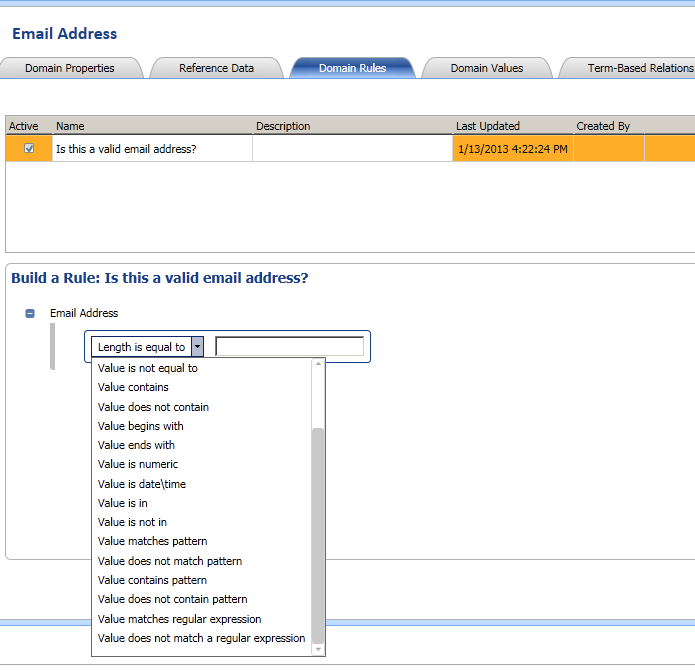 Email Address
Domain Properties Reference Data Domain Rules Domain Values Term-Based Relations
Active Name Description Last Updated Created By
Is this a valid email address? 1/13/2013 4:22:24 PM
Build a Rule: Is this a valid email address?
Email Address
Length is equal to
Value is not equal to
Value contains
Value does not contain
Value begins with
Value ends with
Value is numeric
Value is date\time
Value is in
Value is not in
Value matches pattern
Value does not match pattern
Value contains pattern
Value does not contain pattern
Value matches regular expression
Value does not match a regular expression